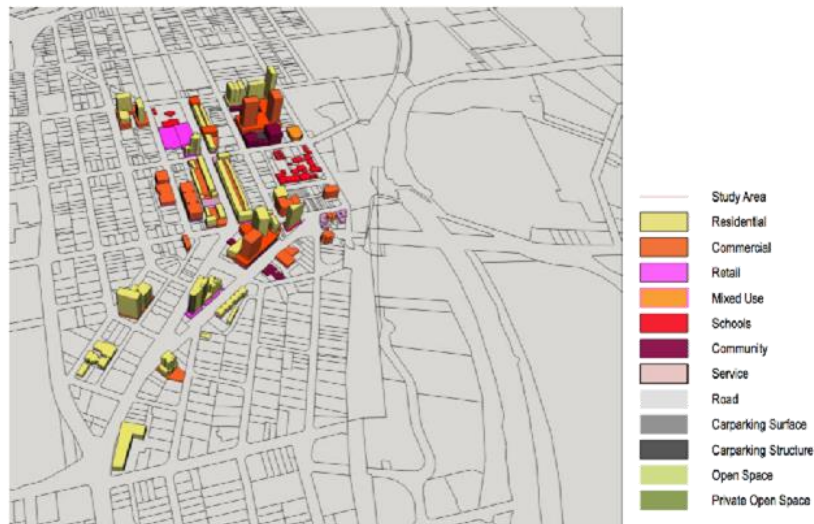 Study Area
Residential
Commercial
Retail
Mixed Use
Schools
Community
Service
Road
Carparking Surface
Carparking Structure
Open Space
Private Open Space